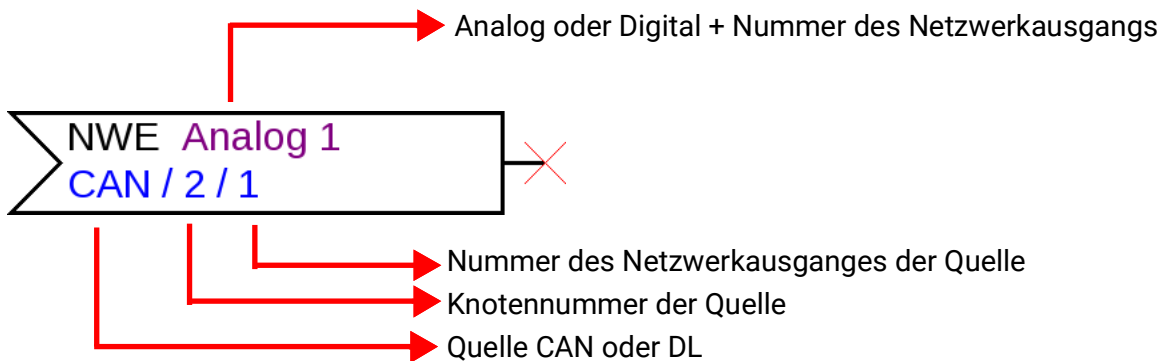 Analog oder Digital + Nummer des Netzwerkausgangs
NWE Analog 1
CAN / 2 / 1
Nummer des Netzwerkausganges der Quelle
Knotennummer der Quelle
Quelle CAN oder DL